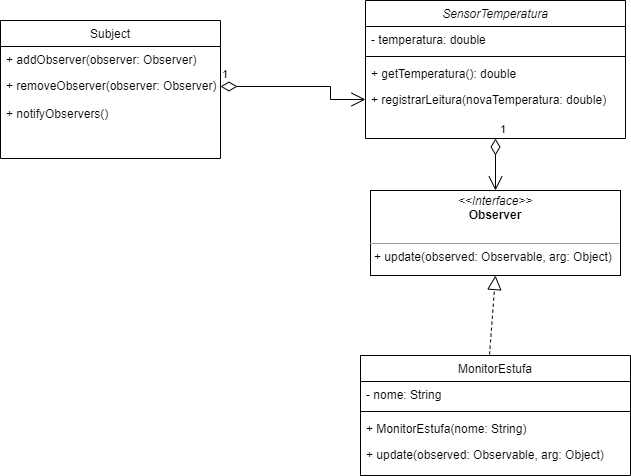 Subject
+ addObserver(observer: Observer)
+ removeObserver(observer: Observer)
+ notifyObservers()
1
SensorTemperatura
- temperatura: double
+ getTemperatura(): double
+ registrarLeitura(novaTemperatura: double)
1
<<Interface>>
Observer
+ update(observed: Observable, arg: Object)
MonitorEstufa
- nome: String
+ MonitorEstufa(nome: String)
+ update(observed: Observable, arg: Object)